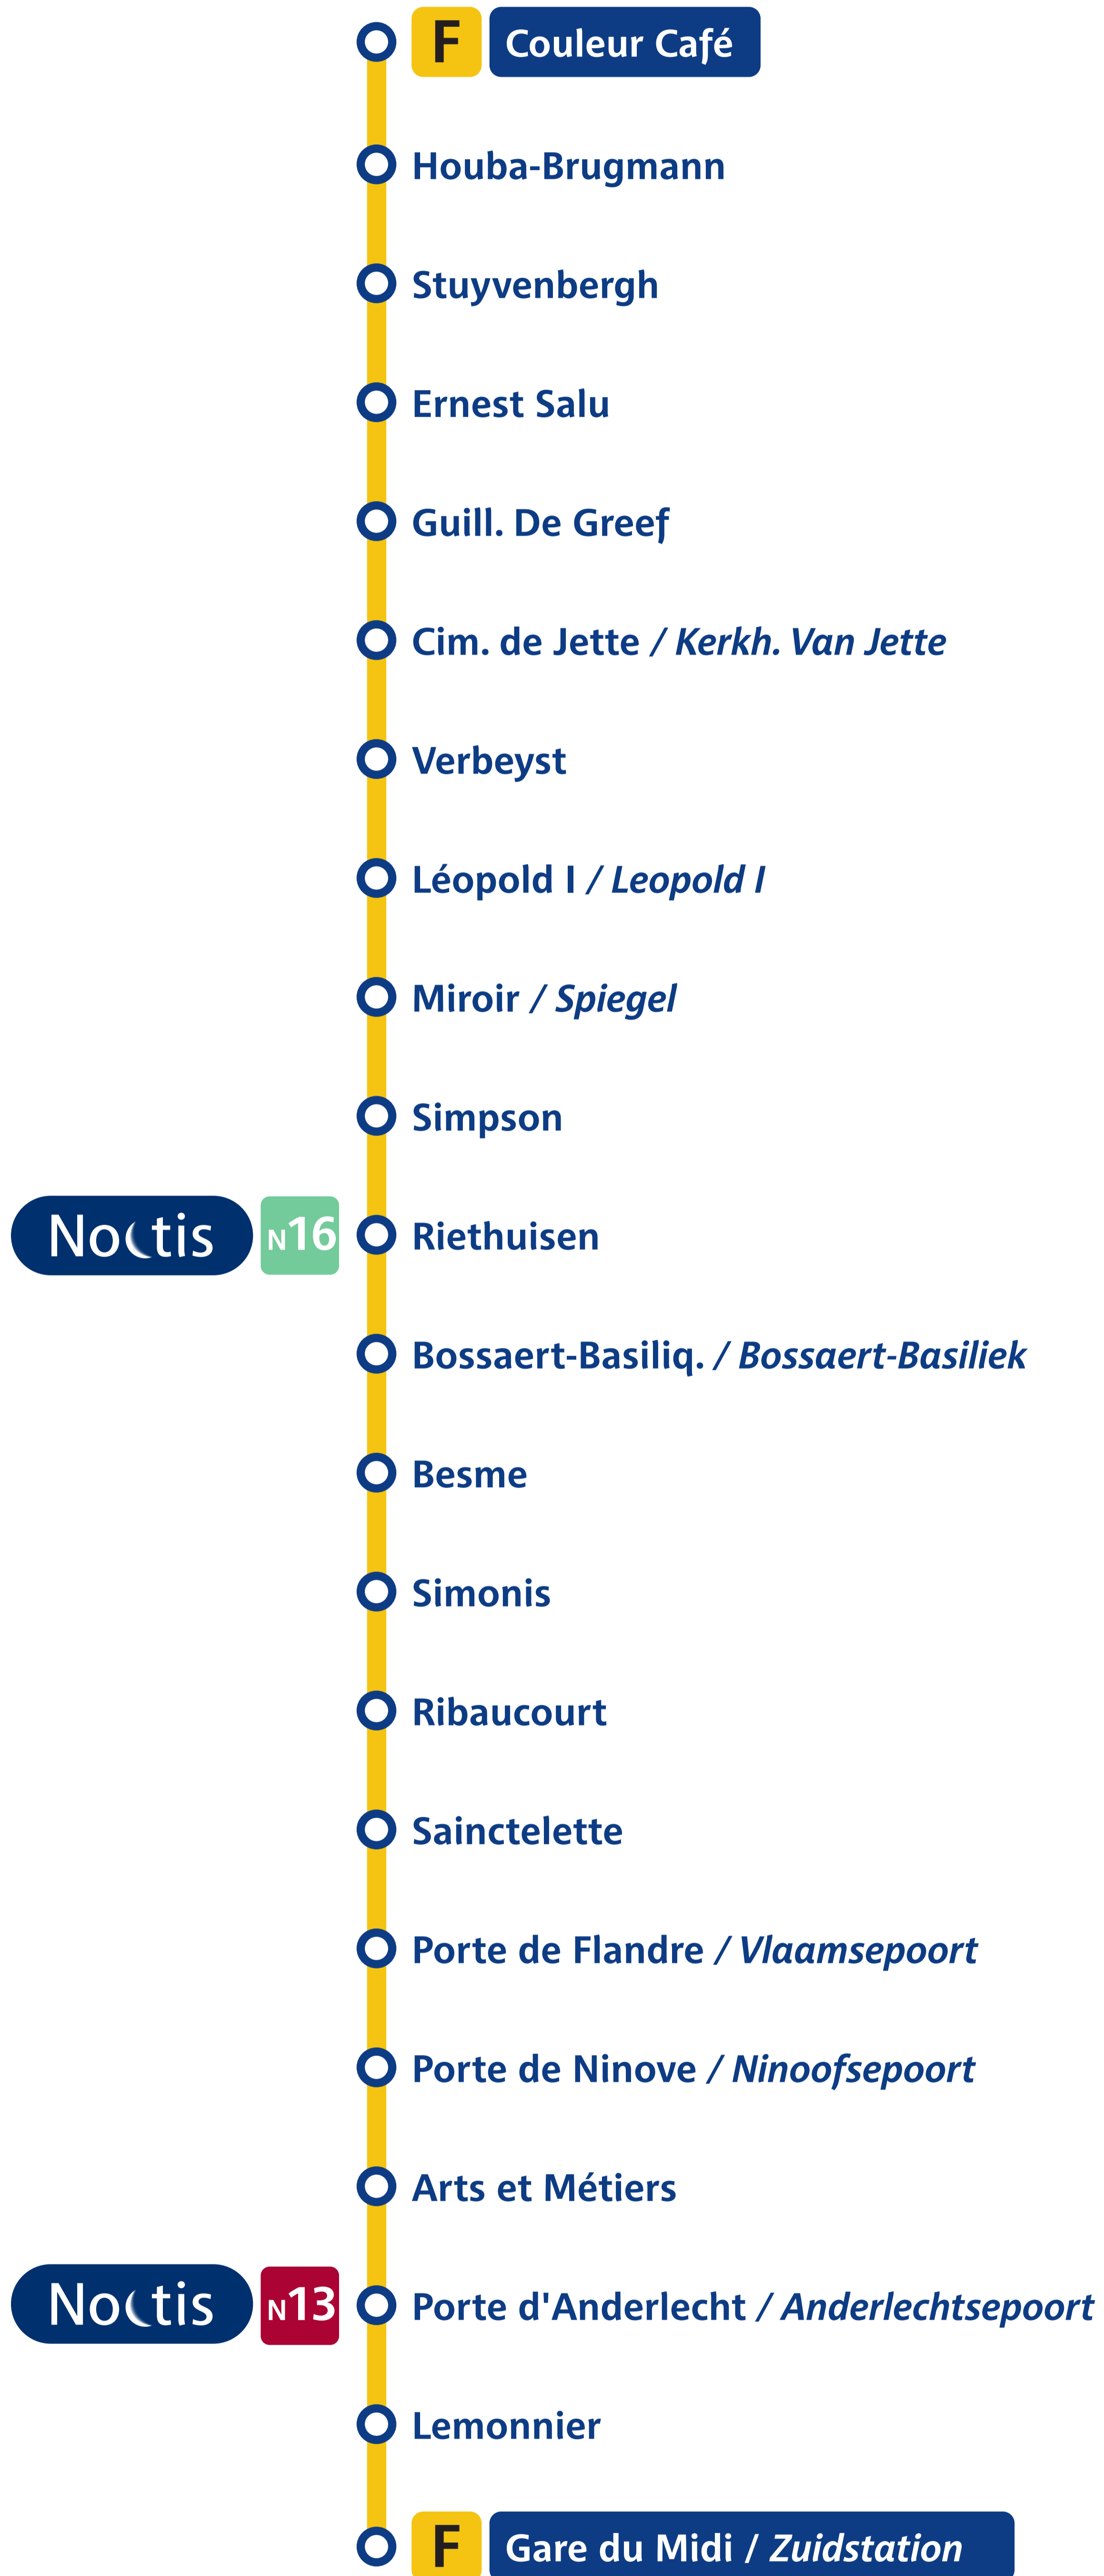 F Couleur Café
Houba-Brugmann
Stuyvenbergh
Ernest Salu
Guill. De Greef
Cim. de Jette / Kerkh. Van Jette
Verbeyst
Léopold I / Leopold I
Miroir / Spiegel
Simpson
Noctis N16 Riethuisen
Bossaert-Basiliq. / Bossaert-Basiliek
Besme
Simonis
Ribaucourt
Sainctelette
Porte de Flandre / Vlaamsepoort
Porte de Ninove / Ninoofsepoort
Arts et Métiers
Noctis N13 Porte d'Anderlecht / Anderlechtsepoort
Lemonnier
F Gare du Midi / Zuidstation